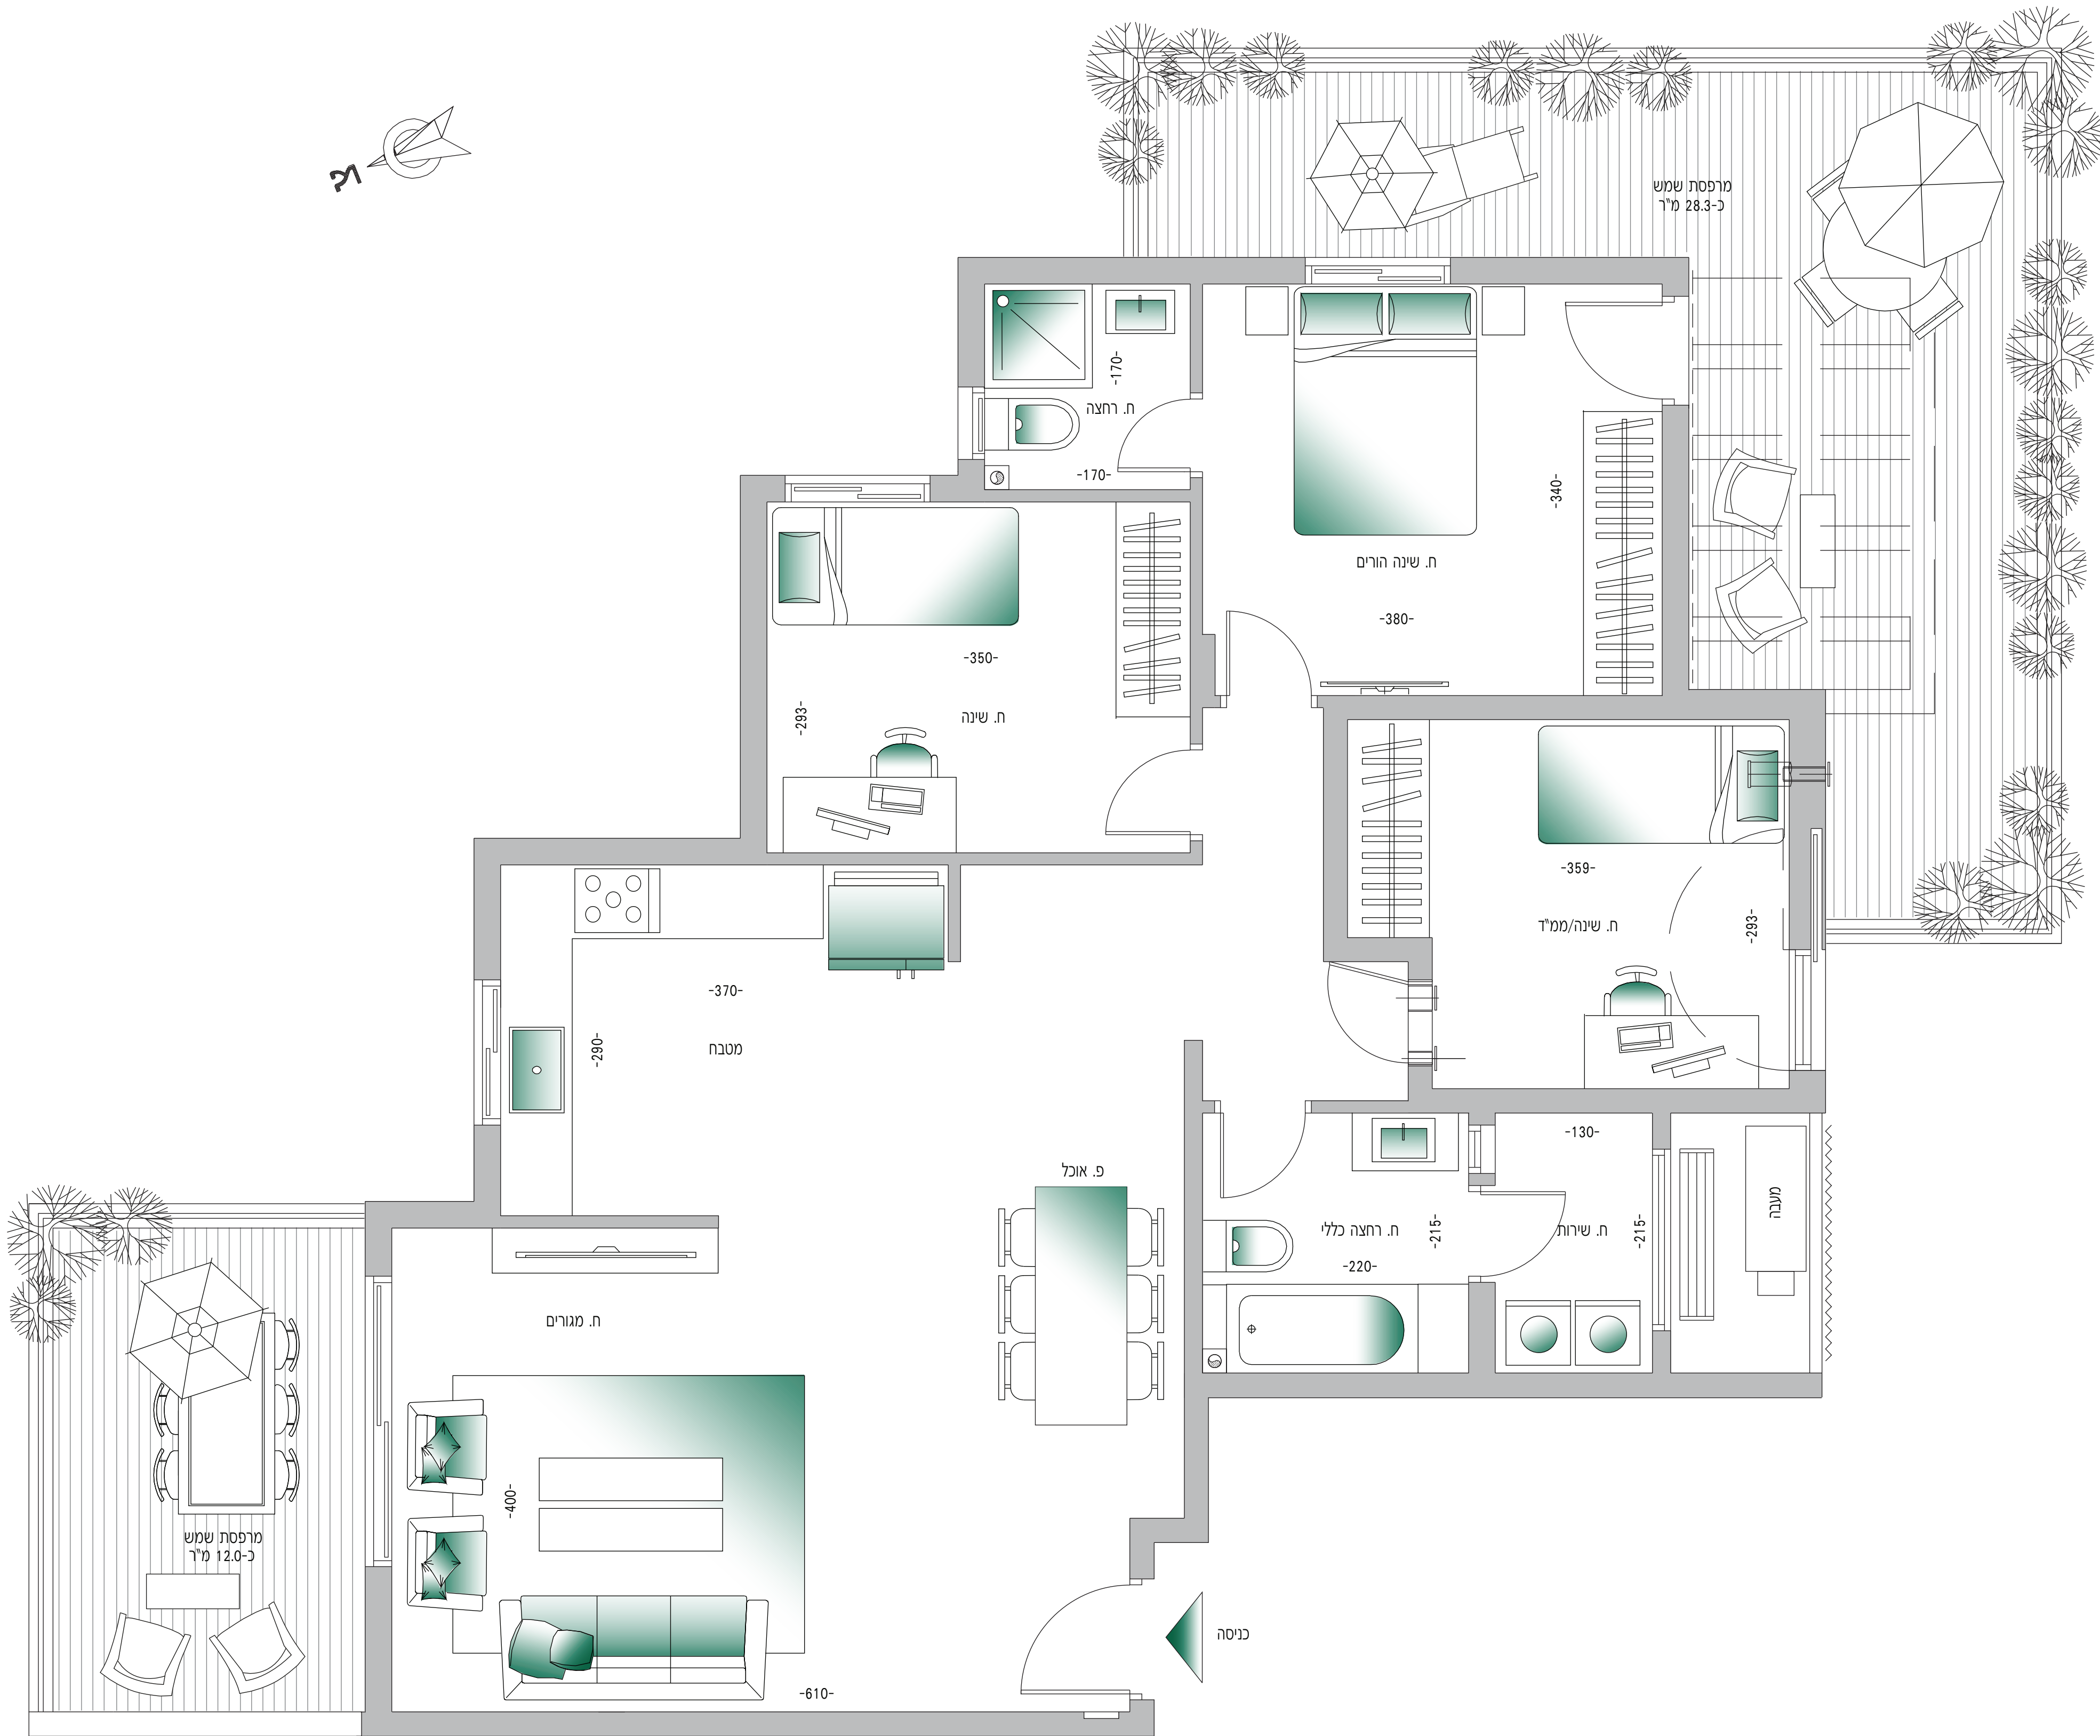 צפ
מרפסת שמש
כ-28.3 מ"ר
-170-
ח. רחצה
-170-
-340-
ח. שינה הורים
-380-
-350-
-293-
ח. שינה
-359-
ח. שינה/ממ"ד
-293-
-370-
-290-
מטבח
פ. אוכל
-130-
ח. רחצה כללי
-215-
-220-
ח. שירות
-215-
מעבה
ח. מגורים
-400-
מרפסת שמש
כ-12.0 מ"ר
כניסה
-610-